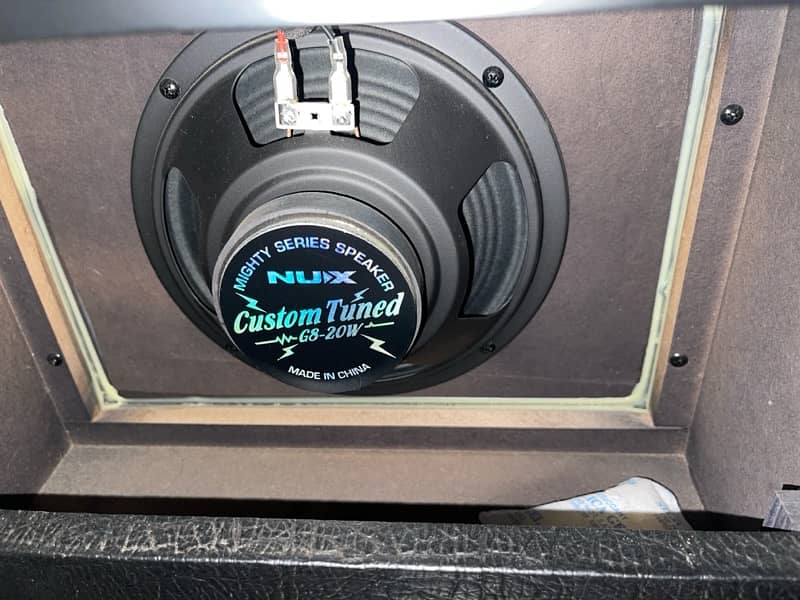 MIGHTY SERIES SPEAKER
NUX
Custom Tuned
G8-20W
MADE IN CHINA